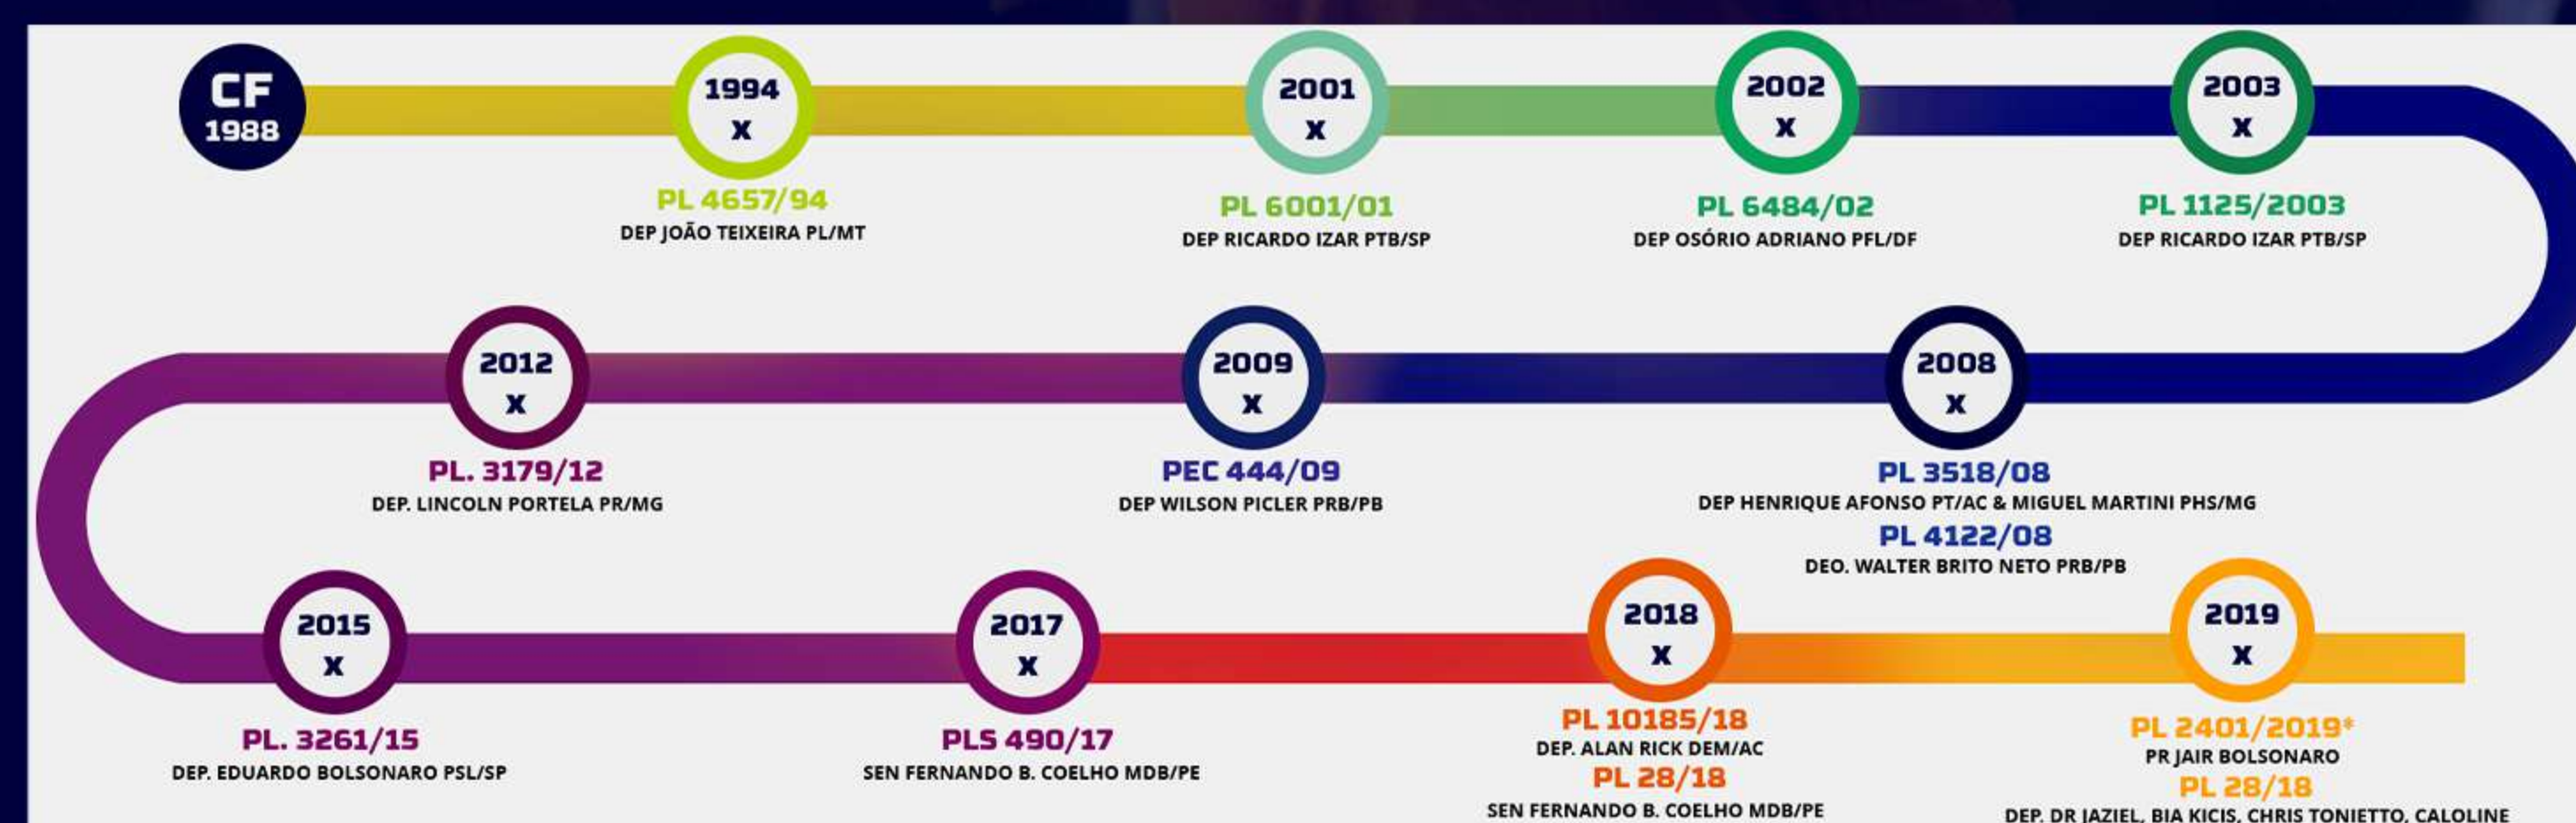 CF
1988
1994
X
PL 4657/94
DEP JOÃO TEIXEIRA PL/MT
2001
X
PL 6001/01
DEP RICARDO IZAR PTB/SP
2002
X
PL 6484/02
DEP OSÓRIO ADRIANO PFL/DF
2003
X
PL 1125/2003
DEP RICARDO IZAR PTB/SP
2012
X
PL. 3179/12
DEP. LINCOLN PORTELA PR/MG
2009
X
PEC 444/09
DEP WILSON PICLER PRB/PB
2008
X
PL 3518/08
DEP HENRIQUE AFONSO PT/AC & MIGUEL MARTINI PHS/MG
PL 4122/08
DEO. WALTER BRITO NETO PRB/PB
2015
X
PL. 3261/15
DEP. EDUARDO BOLSONARO PSL/SP
2017
X
PLS 490/17
SEN FERNANDO B. COELHO MDB/PE
2018
X
PL 10185/18
DEP. ALAN RICK DEM/AC
PL 28/18
SEN FERNANDO B. COELHO MDB/PE
2019
X
PL 2401/2019*
PR JAIR BOLSONARO
PL 28/18
DEP. DR JAZIEL, BIA KICIS, CHRIS TONIETTO, CALOLINE